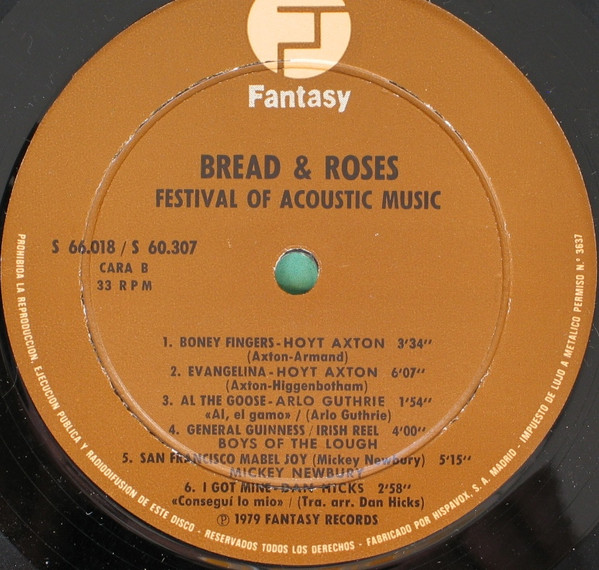 Fantasy
BREAD & ROSES
FESTIVAL OF ACOUSTIC MUSIC
S 66.018 / S 60.307
CARA B
33 RPM
1. BONEY FINGERS - HOYT AXTON 3'34''
(Axton-Armand)
2. EVANGELINA - HOYT AXTON 6'07''
(Axton-Higgenbotham)
3. AL THE GOOSE - ARLO GUTHRIE 1'54''
«Al, el gamo» / (Arlo Guthrie)
4. GENERAL GUINNESS / IRISH REEL 4'00''
BOYS OF THE LOUGH
5. SAN FRANCISCO MABEL JOY (Mickey Newbury) 5'15''
MICKEY NEWBURY
6. I GOT MINE - DAN HICKS 2'58''
«Conseguí lo mio» / (Tra. arr. Dan Hicks)
℗ 1979 FANTASY RECORDS
PROHIBIDA LA REPRODUCCION, EJECUCION PUBLICA Y RADIODIFUSION DE ESTE DISCO - RESERVADOS TODOS LOS DERECHOS - FABRICADO POR HISPAVOX, S. A. MADRID - IMPUESTO DE LUJO A METALICO PERMISO N.º 3637